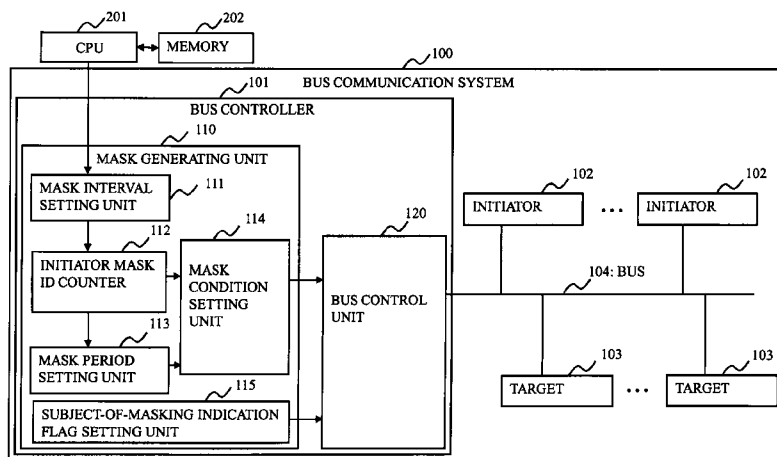 201
202
CPU
MEMORY
100
101
BUS COMMUNICATION SYSTEM
BUS CONTROLLER
110
MASK GENERATING UNIT
MASK INTERVAL
SETTING UNIT
111
112
114
120
102
102
INITIATOR
...
INITIATOR
INITIATOR MASK
ID COUNTER
MASK
CONDITION
SETTING
UNIT
BUS CONTROL
UNIT
104: BUS
113
MASK PERIOD
SETTING UNIT
103
103
TARGET
...
TARGET
115
SUBJECT-OF-MASKING INDICATION
FLAG SETTING UNIT